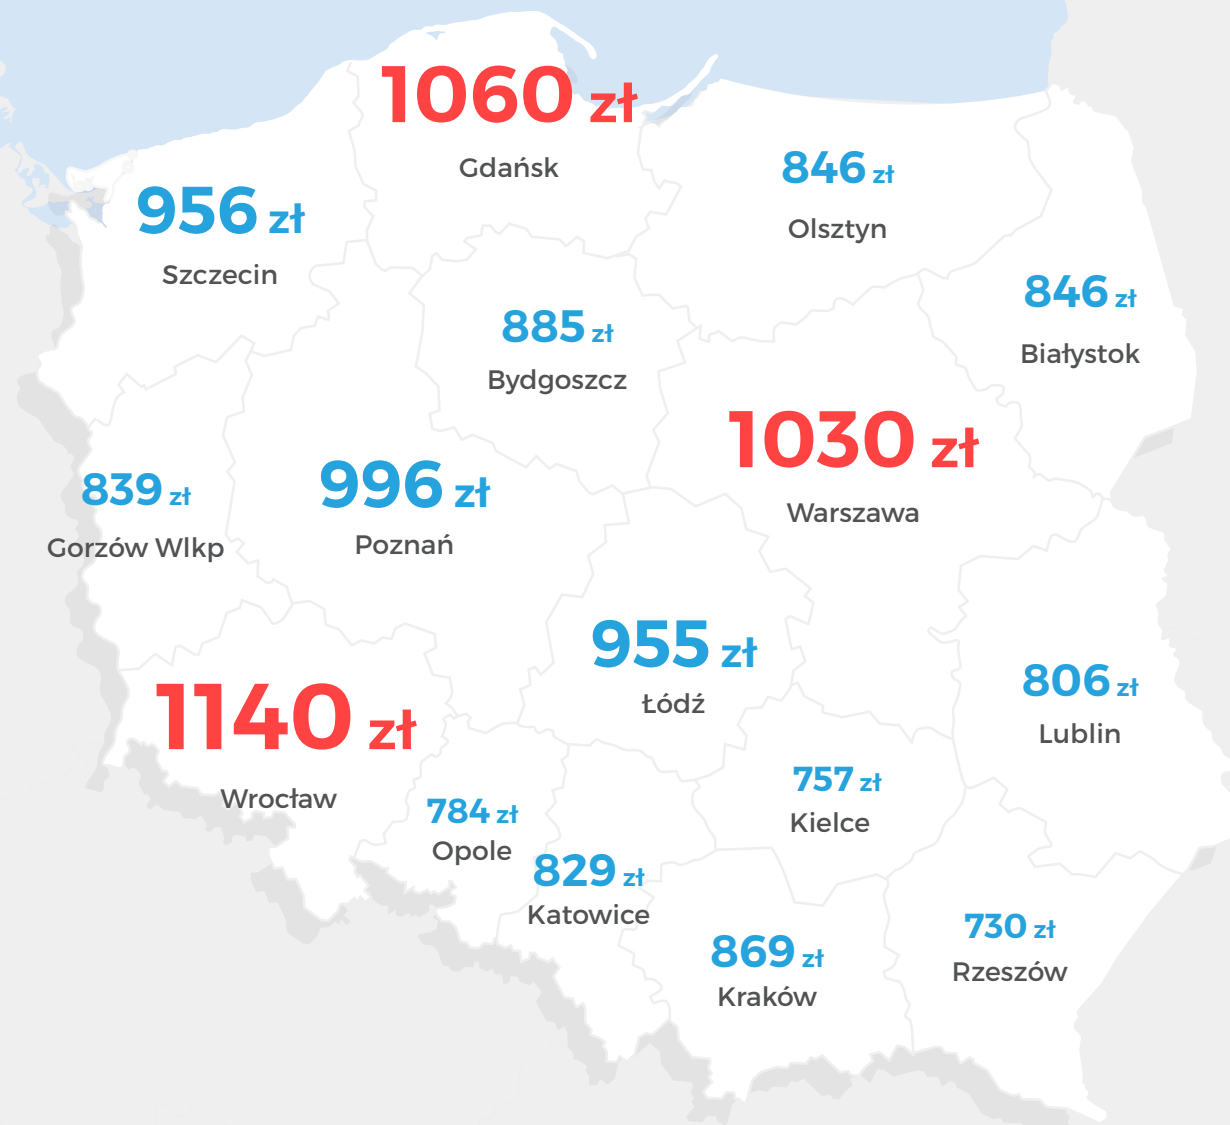 1060 zł
Gdańsk
846 zł
Olsztyn
956 zł
Szczecin
846 zł
Białystok
885 zł
Bydgoszcz
1030 zł
Warszawa
839 zł
Gorzów Wlkp
996 zł
Poznań
955 zł
Łódź
806 zł
Lublin
1140 zł
Wrocław
757 zł
Kielce
784 zł
Opole
829 zł
Katowice
730 zł
Rzeszów
869 zł
Kraków